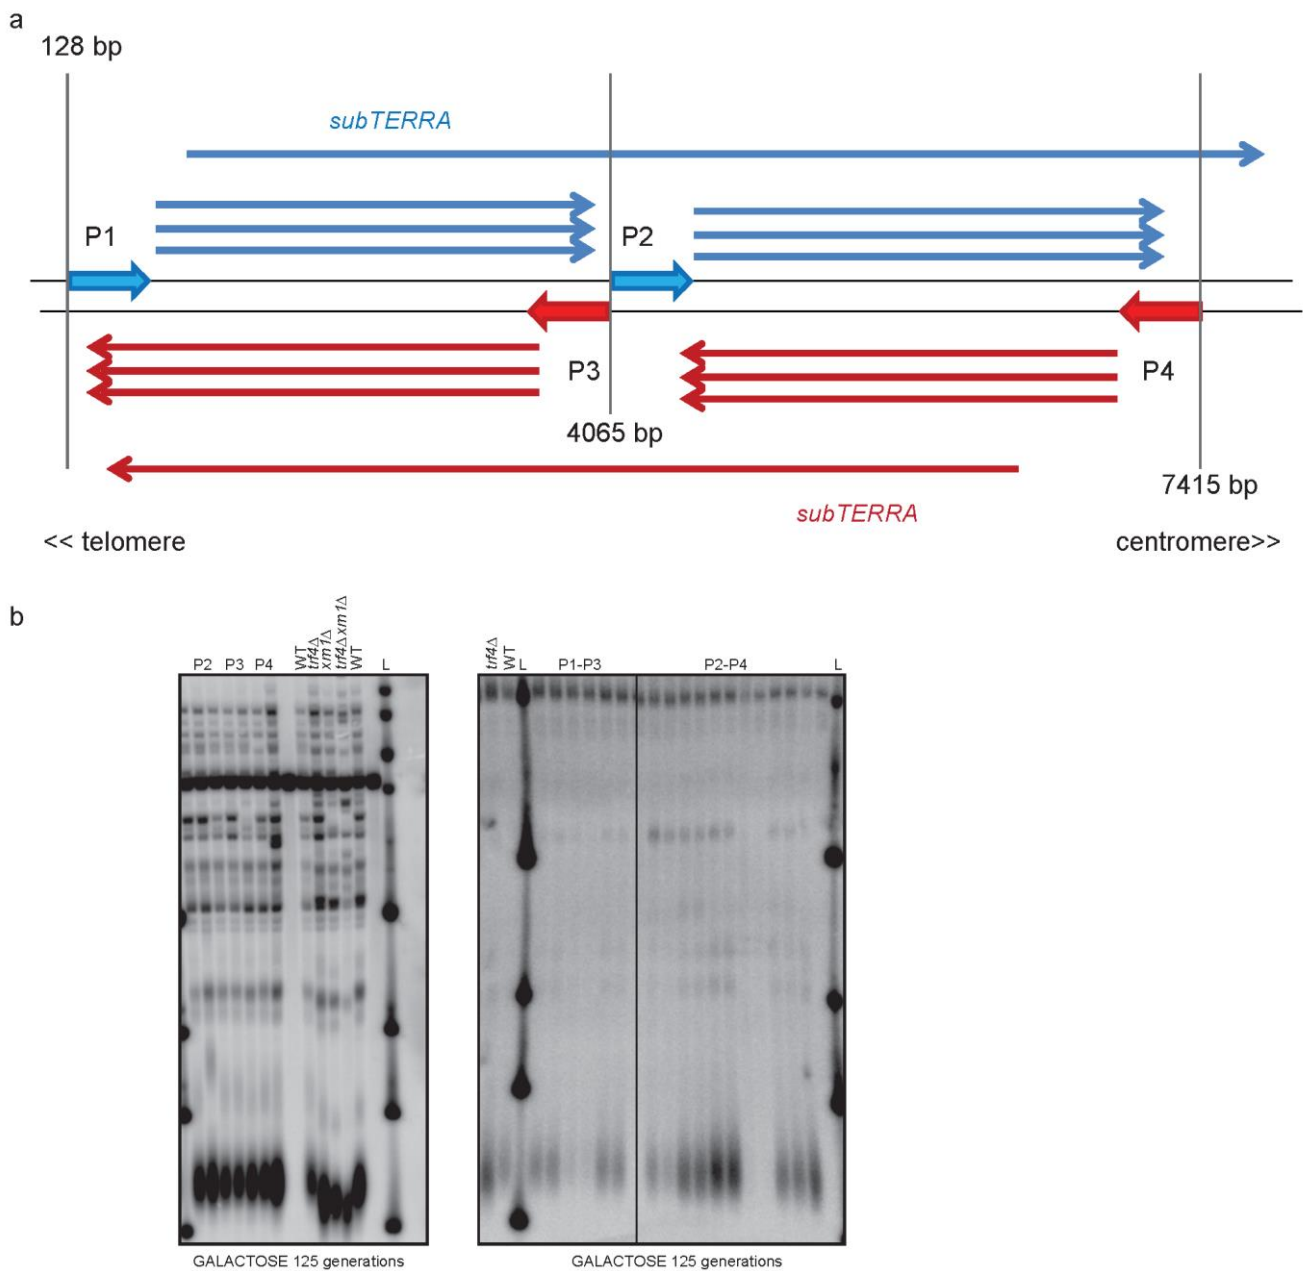 a
128 bp
subTERRA
P1
P2
P3
P4
4065 bp
7415 bp
subTERRA
<< telomere
centromere>>
b
P2 P3 P4 WT trf4Δ xrn1Δ trf4Δxrn1Δ WT L
trf4Δ WT L P1-P3 P2-P4 L
GALACTOSE 125 generations
GALACTOSE 125 generations